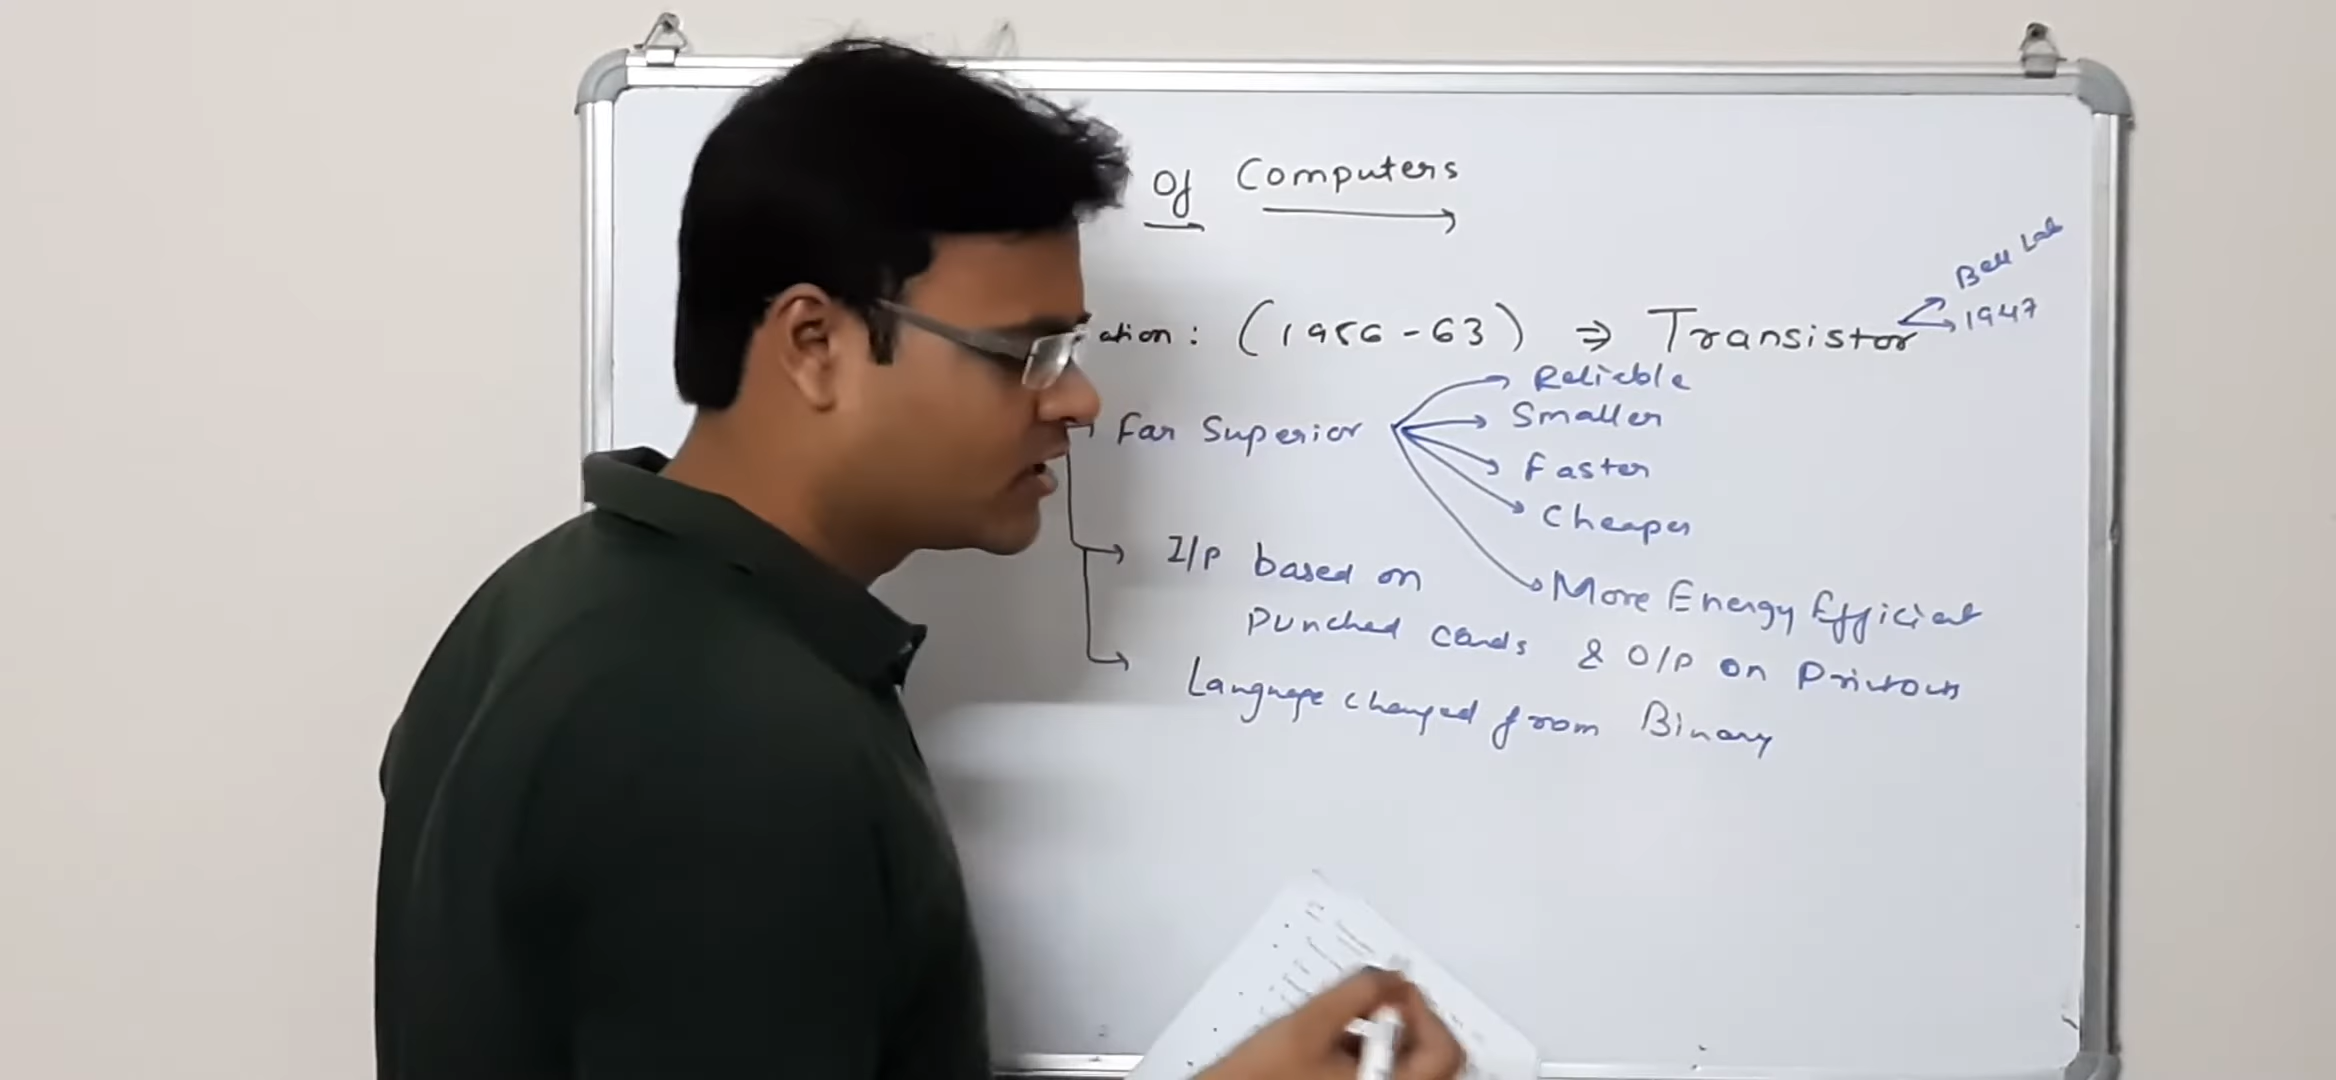 Of Computers
Bell Lab
ation : (1956-63) ⇒ Transistor
1947
Reliable
Smaller
Far Superior
Faster
Cheaper
I/P based on
More Energy Efficient
Punched Cards & O/P on Printouts
Language changed from Binary